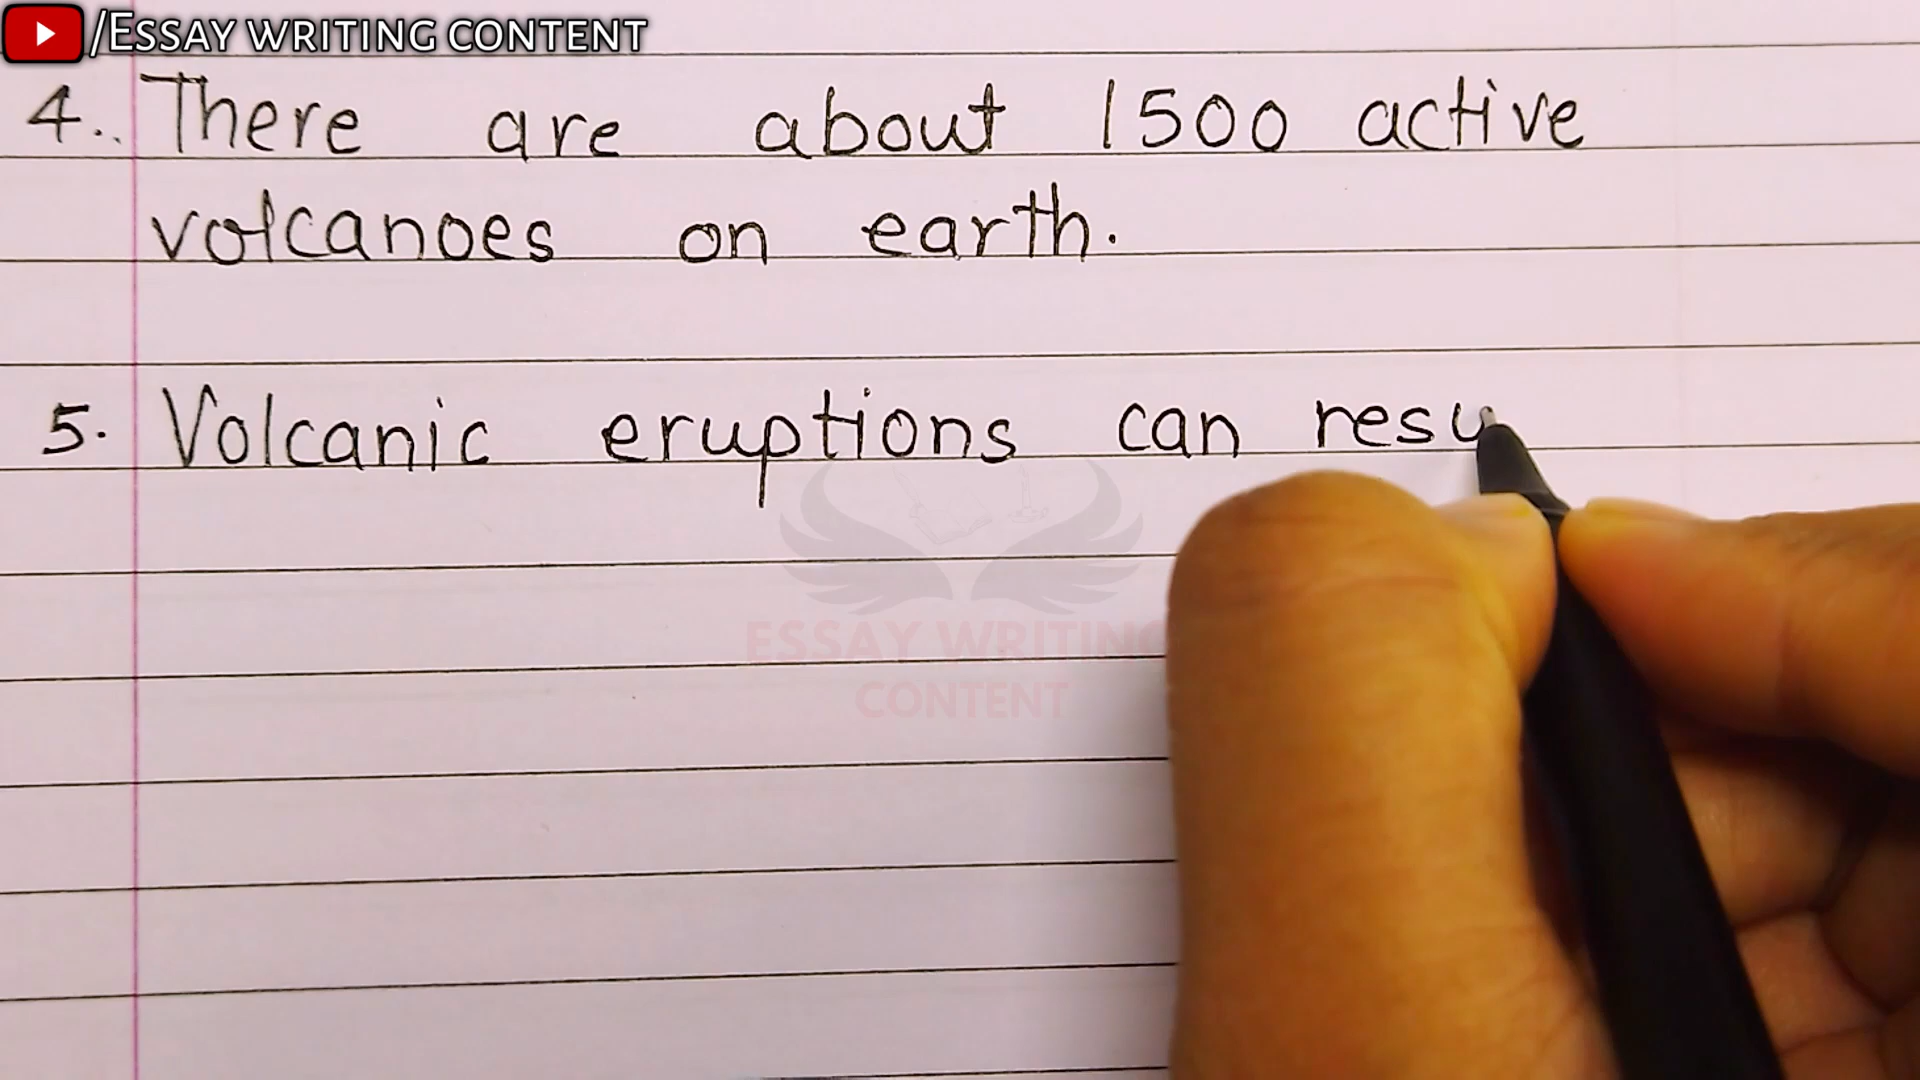 /ESSAY WRITING CONTENT
4.. There are about 1500 active
volcanoes on earth.
5. Volcanic eruptions can resu
ESSAY WRITING
CONTENT